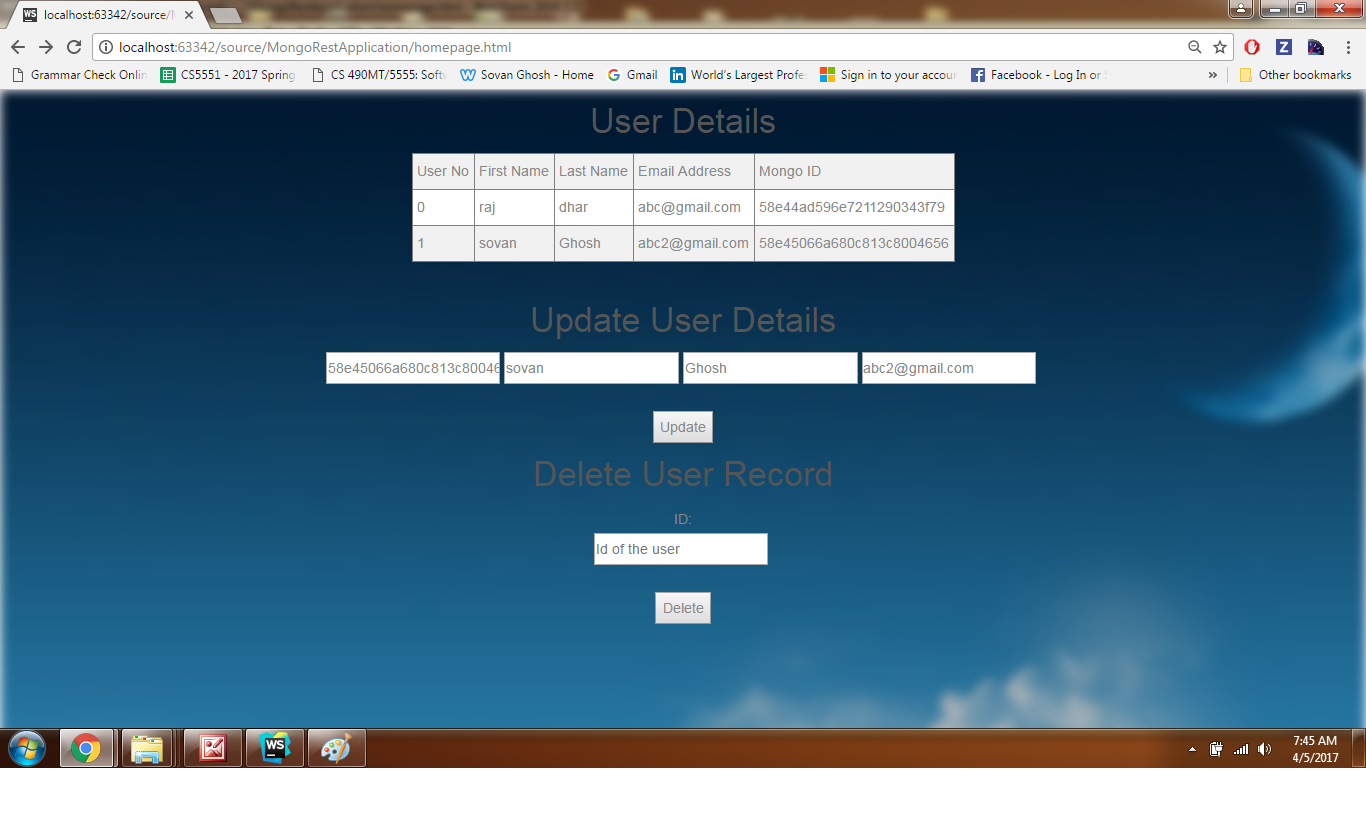 localhost:63342/source/M
localhost:63342/source/MongoRestApplication/homepage.html
Grammar Check Onlin CS5551 - 2017 Spring CS 490MT/5555: Softw Sovan Ghosh - Home Gmail World's Largest Profe Sign in to your accou Facebook - Log In or S » Other bookmarks
User Details
User No First Name Last Name Email Address Mongo ID
0 raj dhar abc@gmail.com 58e44ad596e7211290343f79
1 sovan Ghosh abc2@gmail.com 58e45066a680c813c8004656
Update User Details
58e45066a680c813c80046 sovan Ghosh abc2@gmail.com
Update
Delete User Record
ID:
Id of the user
Delete
7:45 AM
4/5/2017